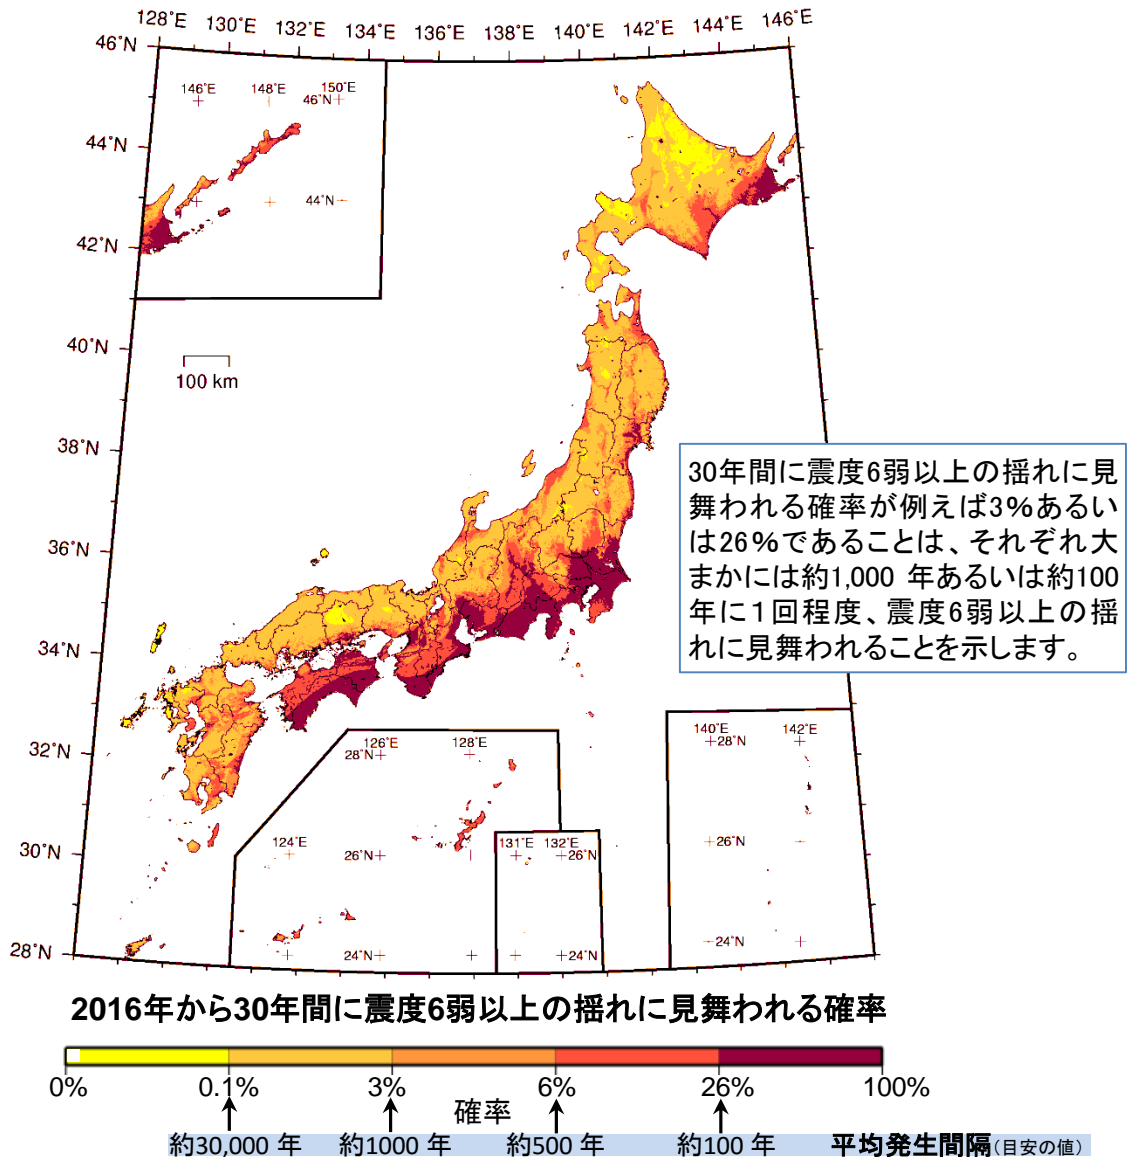 128°E 130°E 132°E 134°E 136°E 138°E 140°E 142°E 144°E 146°E
46°N
146°E 148°E 150°E
46°N
44°N
44°N
42°N
40°N
100 km
38°N
30年間に震度6弱以上の揺れに見
舞われる確率が例えば3%あるい
は26%であることは、それぞれ大
まかには約1,000 年あるいは約100
年に1回程度、震度6弱以上の揺
れに見舞われることを示します。
36°N
34°N
32°N
126°E 128°E
28°N
124°E
26°N
24°N
131°E 132°E
26°N
24°N
140°E 142°E
28°N
26°N
24°N
30°N
28°N
2016年から30年間に震度6弱以上の揺れに見舞われる確率
0% 0.1% 3% 6% 26% 100%
確率
約30,000 年 約1000 年 約500 年 約100 年 平均発生間隔(目安の値)